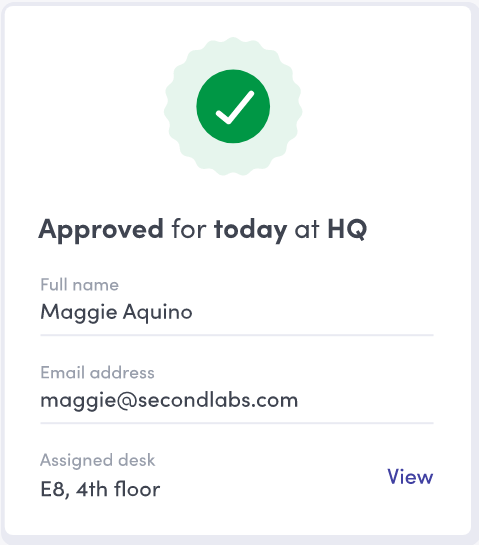 Approved for today at HQ
Full name
Maggie Aquino
Email address
maggie@secondlabs.com
Assigned desk
E8, 4th floor
View